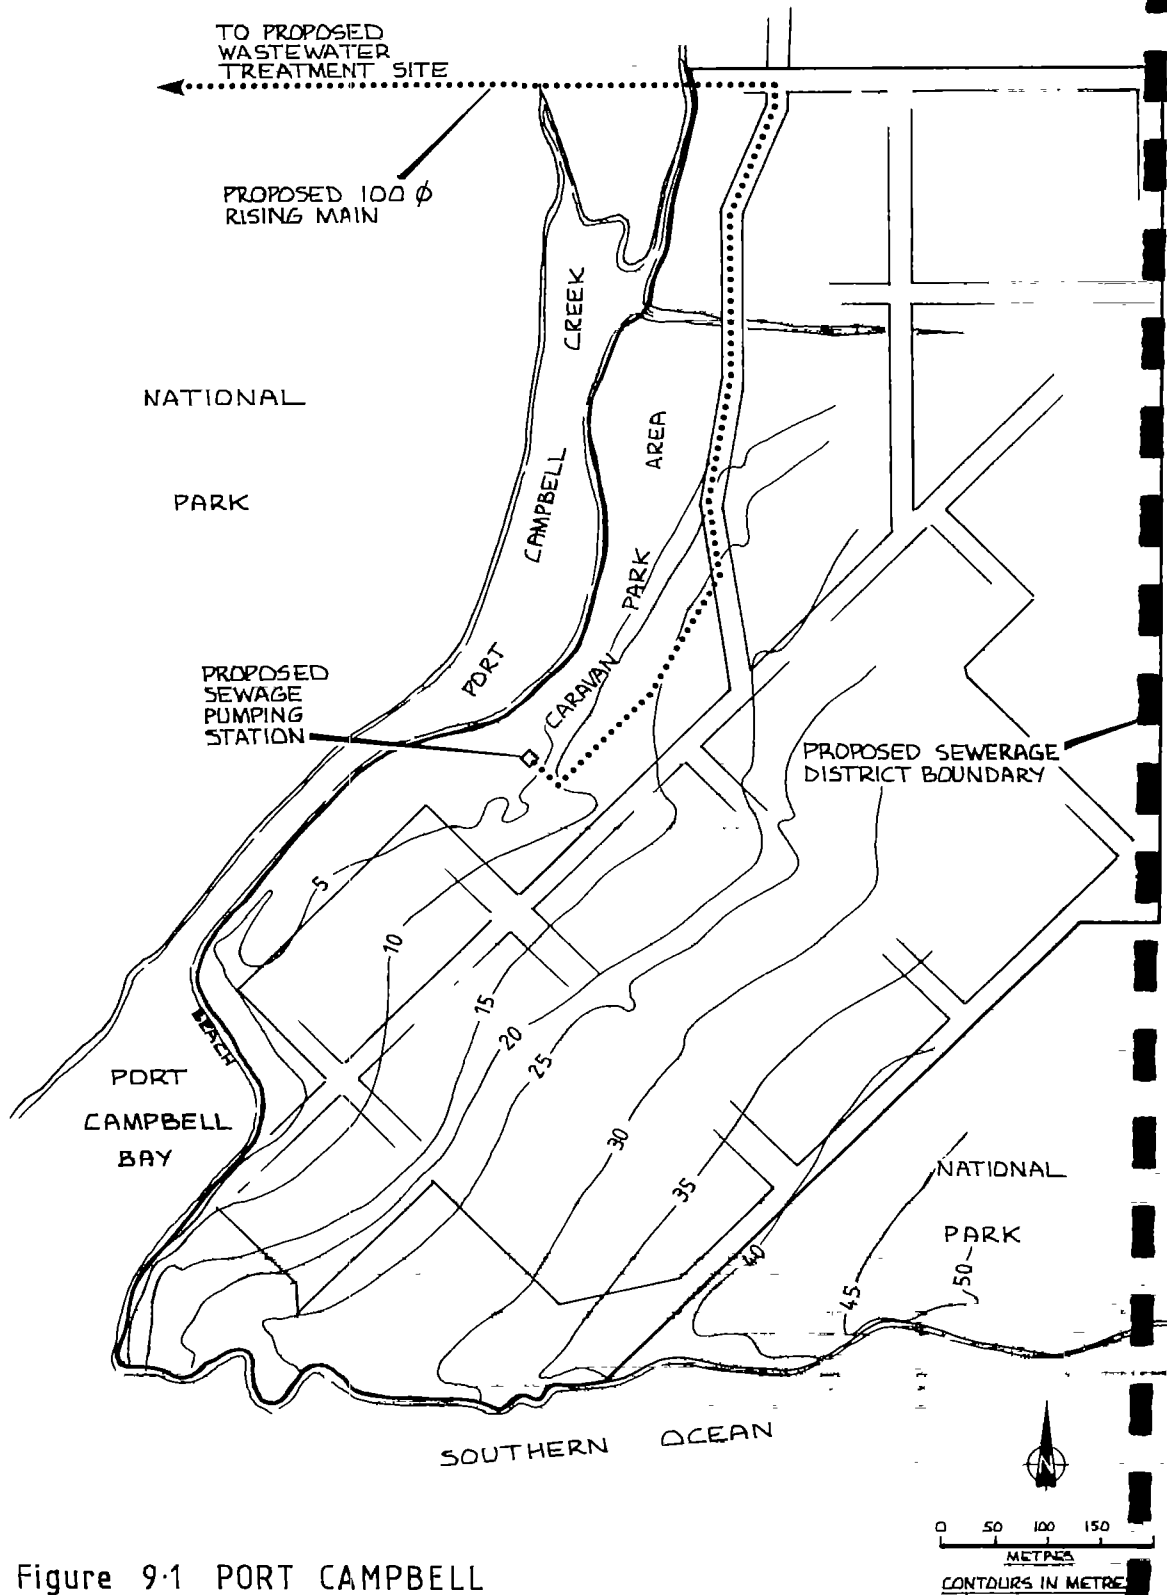 TO PROPOSED
WASTEWATER
TREATMENT SITE
PROPOSED 100 φ
RISING MAIN
CREEK
CAMPBELL
PORT
NATIONAL
PARK
AREA
PARK
CARAVAN
PROPOSED
SEWAGE
PUMPING
STATION
PROPOSED SEWERAGE
DISTRICT BOUNDARY
5
10
15
20
25
30
35
40
45
50
BEACH
PORT
CAMPBELL
BAY
NATIONAL
PARK
SOUTHERN OCEAN
N
0 50 100 150
METRES
CONTOURS IN METRES
Figure 9·1 PORT CAMPBELL